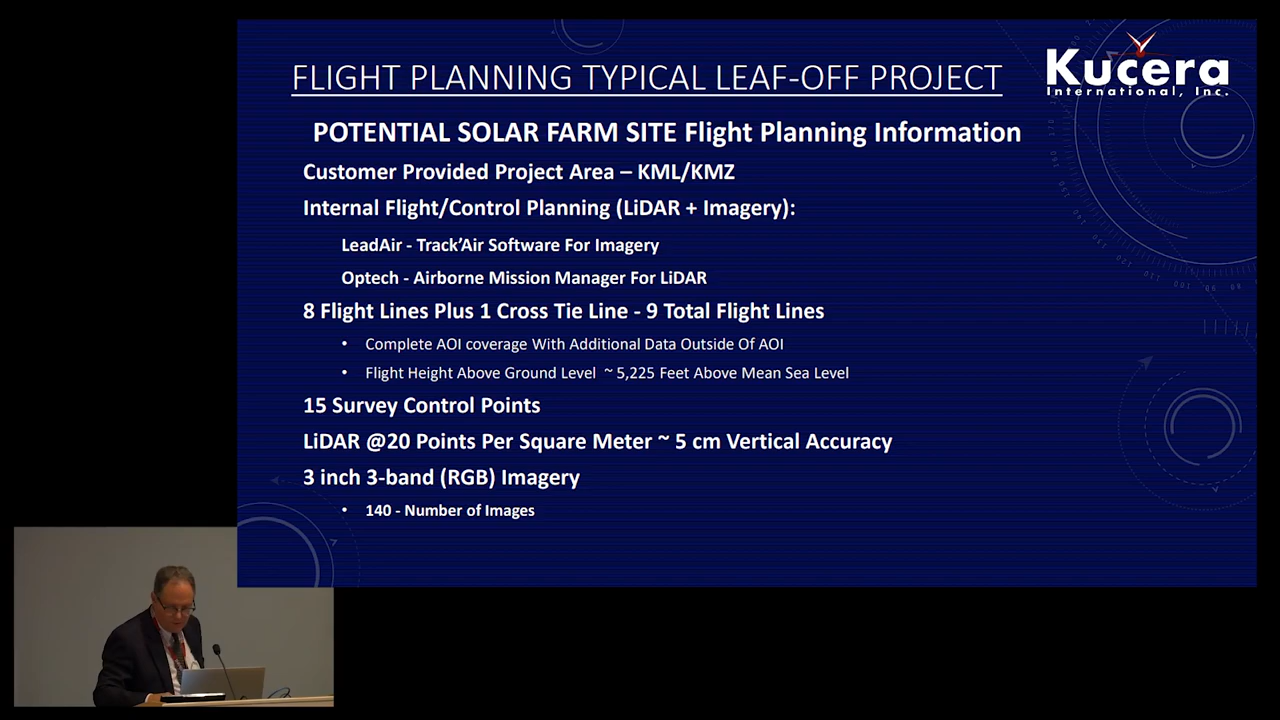 FLIGHT PLANNING TYPICAL LEAF-OFF PROJECT
Kucera
International, Inc.
POTENTIAL SOLAR FARM SITE Flight Planning Information
Customer Provided Project Area – KML/KMZ
Internal Flight/Control Planning (LiDAR + Imagery):
LeadAir - Track’Air Software For Imagery
Optech - Airborne Mission Manager For LiDAR
8 Flight Lines Plus 1 Cross Tie Line - 9 Total Flight Lines
• Complete AOI coverage With Additional Data Outside Of AOI
• Flight Height Above Ground Level ~ 5,225 Feet Above Mean Sea Level
15 Survey Control Points
LiDAR @20 Points Per Square Meter ~ 5 cm Vertical Accuracy
3 inch 3-band (RGB) Imagery
• 140 - Number of Images